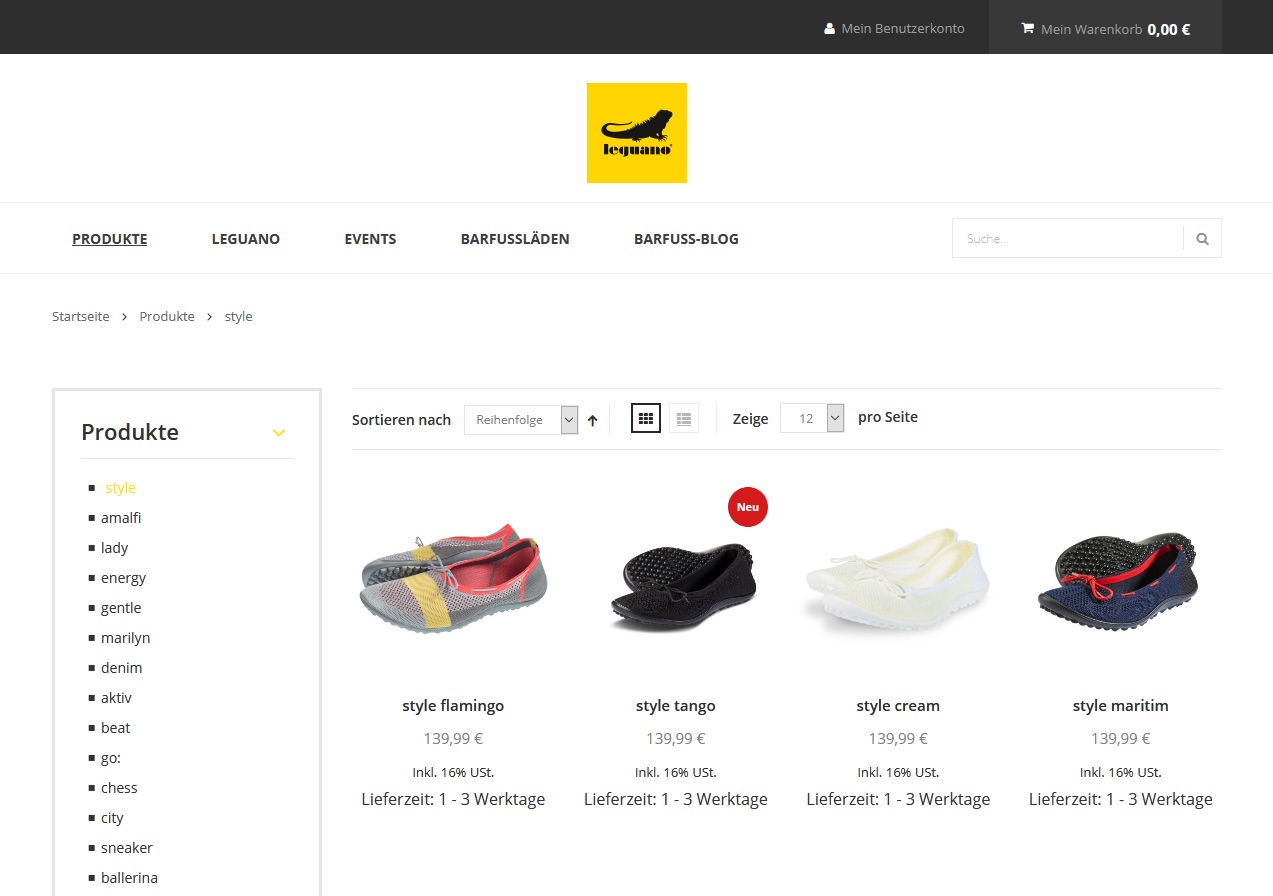 Mein Benutzerkonto
Mein Warenkorb 0,00 €
leguano
PRODUKTE LEGUANO EVENTS BARFUSSLÄDEN BARFUSS-BLOG Suche...
Startseite > Produkte > style
Produkte
style
amalfi
lady
energy
gentle
marilyn
denim
aktiv
beat
go:
chess
city
sneaker
ballerina
Sortieren nach Reihenfolge Zeige 12 pro Seite
Neu
style flamingo style tango style cream style maritim
139,99 € 139,99 € 139,99 € 139,99 €
Inkl. 16% USt. Inkl. 16% USt. Inkl. 16% USt. Inkl. 16% USt.
Lieferzeit: 1 - 3 Werktage Lieferzeit: 1 - 3 Werktage Lieferzeit: 1 - 3 Werktage Lieferzeit: 1 - 3 Werktage